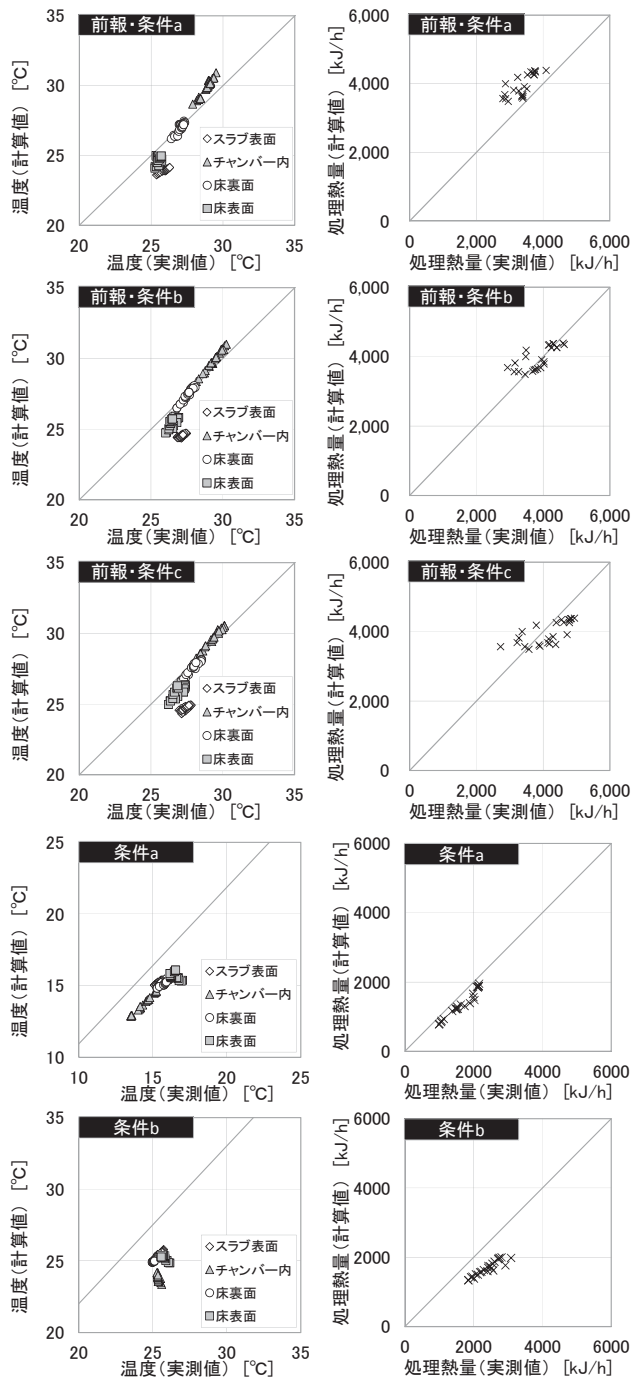 前報・条件a
温度(計算値) [℃]
35
30
25
20
スラブ表面
チャンバー内
床裏面
床表面
20 25 30 35
温度(実測値) [℃]
前報・条件a
処理熱量(計算値) [kJ/h]
6,000
4,000
2,000
0
0 2,000 4,000 6,000
処理熱量(実測値) [kJ/h]
前報・条件b
温度(計算値) [℃]
35
30
25
20
スラブ表面
チャンバー内
床裏面
床表面
20 25 30 35
温度(実測値) [℃]
前報・条件b
処理熱量(計算値) [kJ/h]
6,000
4,000
2,000
0
0 2,000 4,000 6,000
処理熱量(実測値) [kJ/h]
前報・条件c
温度(計算値) [℃]
35
30
25
20
スラブ表面
チャンバー内
床裏面
床表面
20 25 30 35
温度(実測値) [℃]
前報・条件c
処理熱量(計算値) [kJ/h]
6,000
4,000
2,000
0
0 2,000 4,000 6,000
処理熱量(実測値) [kJ/h]
条件a
温度(計算値) [℃]
25
20
15
10
スラブ表面
チャンバー内
床裏面
床表面
10 15 20 25
温度(実測値) [℃]
条件a
処理熱量(計算値) [kJ/h]
6000
4000
2000
0
0 2000 4000 6000
処理熱量(実測値) [kJ/h]
条件b
温度(計算値) [℃]
35
30
25
20
スラブ表面
チャンバー内
床裏面
床表面
20 25 30 35
温度(実測値) [℃]
条件b
処理熱量(計算値) [kJ/h]
6000
4000
2000
0
0 2000 4000 6000
処理熱量(実測値) [kJ/h]